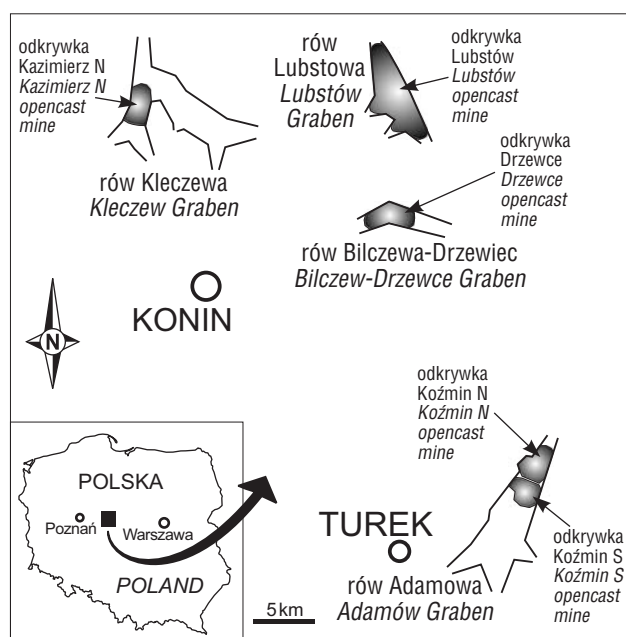 odkrywka
Kazimierz N
Kazimierz N
opencast
mine
rów
Lubstowa
Lubstów
Graben
odkrywka
Lubstów
Lubstów
opencast
mine
odkrywka
Drzewce
Drzewce
opencast
mine
rów Kleczewa
Kleczew Graben
rów Bilczewa-Drzewiec
Bilczew-Drzewce Graben
KONIN
N
odkrywka
Koźmin N
Koźmin N
opencast
mine
POLSKA
Poznań
Warszawa
POLAND
TUREK
odkrywka
Koźmin S
Koźmin S
opencast
mine
rów Adamowa
Adamów Graben
5 km